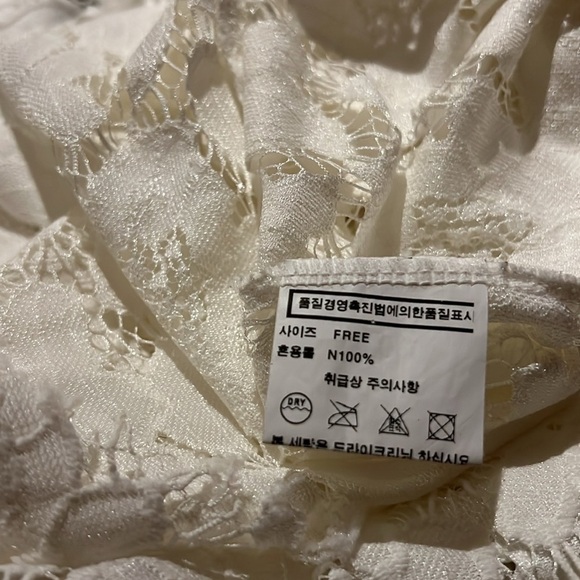 품질경영촉진법에의한품질표시
사이즈 FREE
혼용률 N100%
취급상 주의사항
DRY
본 세탁은 드라이크리닝 하십시오